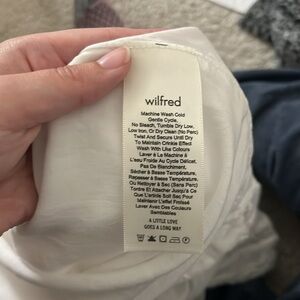 wilfred
Machine Wash Cold
Gentle Cycle,
No Bleach, Tumble Dry Low,
Low Iron, Or Dry Clean (No Perc)
Twist And Secure Until Dry
To Maintain Crinkle Effect
Wash With Like Colours
Laver À La Machine À
L'eau Froide Au Cycle Délicat,
Pas De Blanchiment,
Sécher à Basse Température,
Repasser à Basse Température,
Ou Nettoyer à Sec (Sans Perc)
Tordre Et Attacher Jusqu'à Ce
Que L'article Soit Sec Pour
Maintenir L'effet Froissé
Laver Avec Des Couleurs
Semblables
A LITTLE LOVE
GOES A LONG WAY